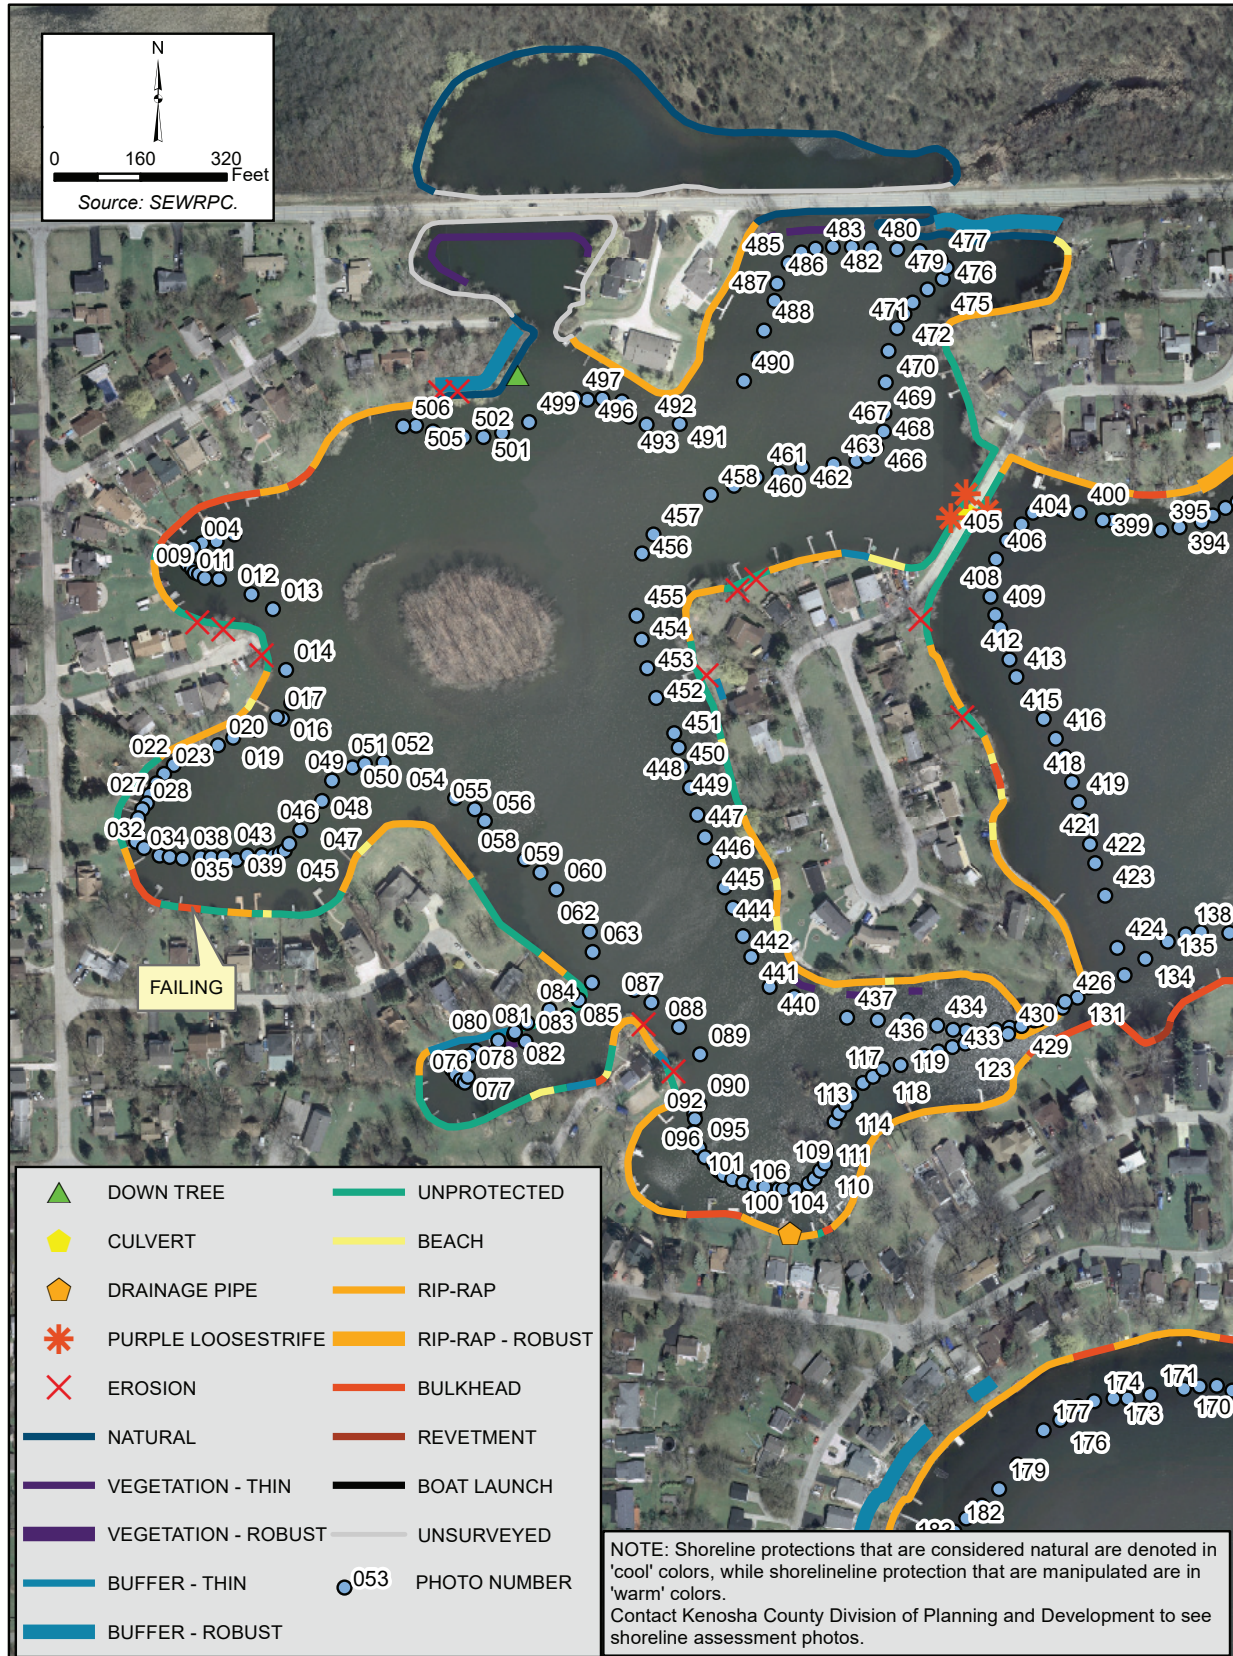 N
0 160 320
Feet
Source: SEWRPC.
485 483 480 477
486 482 479 476
487 475
488 471
472
490 470
497 469
506 499 496 492 467
502 468
505 501 493 491 463 466
461
458 460 462
004 457 404 400 395
405 399 394
009 456 406
011
012 408
013 455 409
454 412
014 453 413
452
017 415
016 451 416
020 450
022 019 051 052 448 418
023 049 050 449 419
027 054
028 055 056 447 421
046 048 058
032 034 038 043 047 446 422
035 039 059
045 060 445 423
444
062
063 442 424 138
135
441 134
FAILING
084 087 440 437 426
080 081 083 085 088 434 430 131
436 433 429
076 078 082 089 117 119
077 123
090 113 118
092 114
096 095 109
101 106 111
100 104 110
DOWN TREE
CULVERT
DRAINAGE PIPE
PURPLE LOOSESTRIFE
EROSION
NATURAL
VEGETATION - THIN
VEGETATION - ROBUST
BUFFER - THIN
BUFFER - ROBUST
UNPROTECTED
BEACH
RIP-RAP
RIP-RAP - ROBUST
BULKHEAD
REVETMENT
BOAT LAUNCH
UNSURVEYED
053 PHOTO NUMBER
174 171
177 173 170
176
179
182
183
NOTE: Shoreline protections that are considered natural are denoted in
'cool' colors, while shorelineline protection that are manipulated are in
'warm' colors.
Contact Kenosha County Division of Planning and Development to see
shoreline assessment photos.